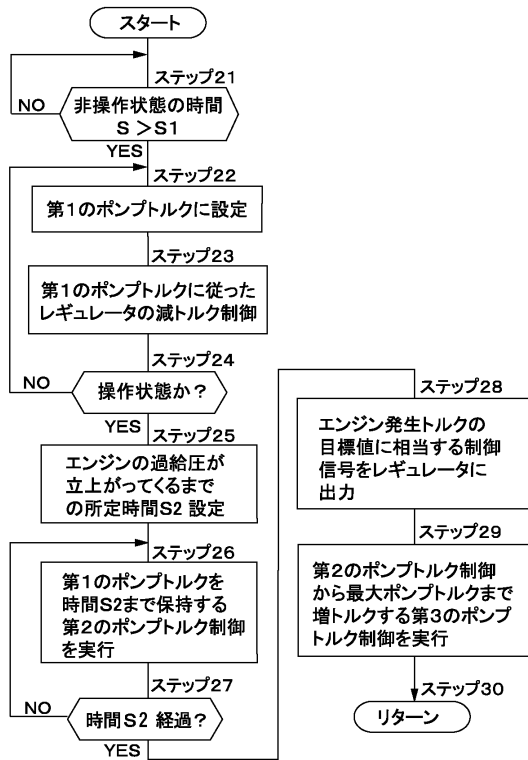 スタート
ステップ21
非操作状態の時間
S>S1
NO
YES
ステップ22
第1のポンプトルクに設定
ステップ23
第1のポンプトルクに従った
レギュレータの減トルク制御
ステップ24
操作状態か？
NO
YES
ステップ25
エンジンの過給圧が
立上がってくるまで
の所定時間S2 設定
ステップ26
第1のポンプトルクを
時間S2まで保持する
第2のポンプトルク制御
を実行
ステップ27
時間S2 経過？
NO
YES
ステップ28
エンジン発生トルクの
目標値に相当する制御
信号をレギュレータに
出力
ステップ29
第2のポンプトルク制御
から最大ポンプトルクまで
増トルクする第3のポンプ
トルク制御を実行
ステップ30
リターン